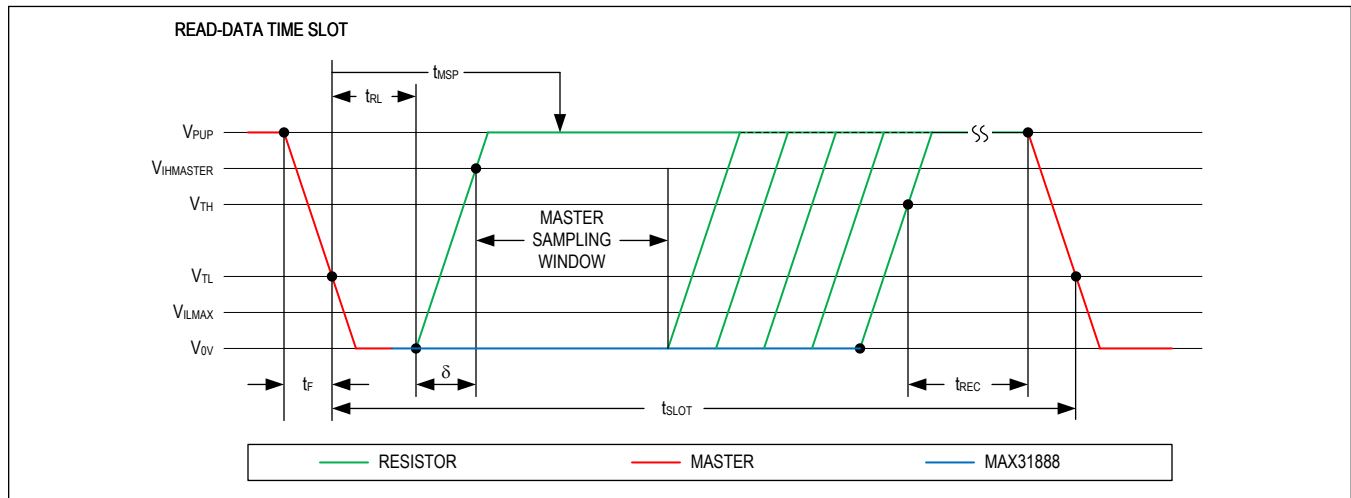 READ-DATA TIME SLOT
tMSP
tRL
VPUP
VIHMASTER
VTH
MASTER
SAMPLING
WINDOW
VTL
VILMAX
V0V
tF
δ
tREC
tSLOT
RESISTOR
MASTER
MAX31888